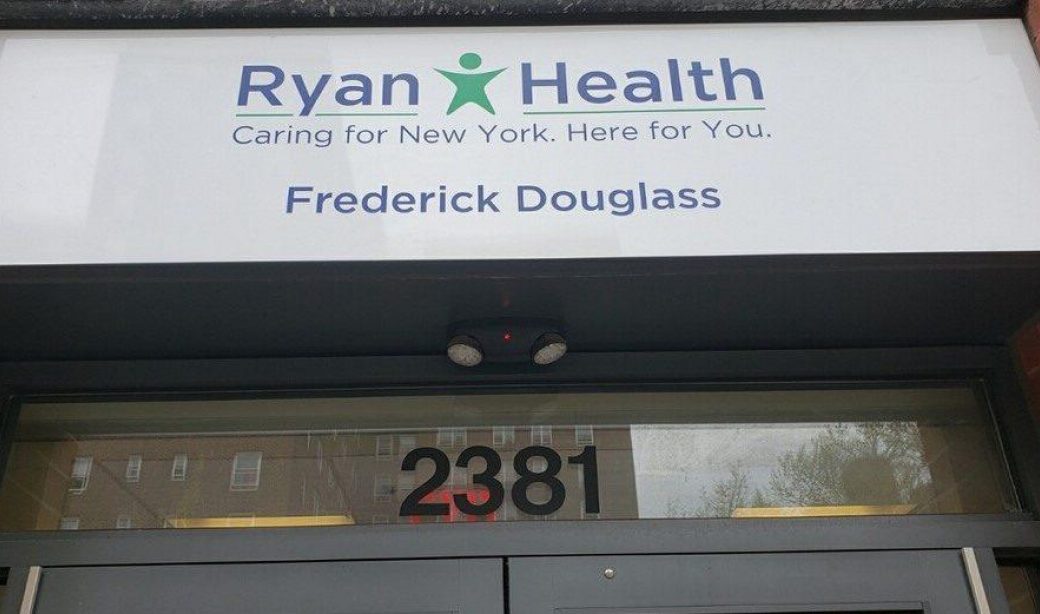 Ryan Health
Caring for New York. Here for You.
Frederick Douglass
2381